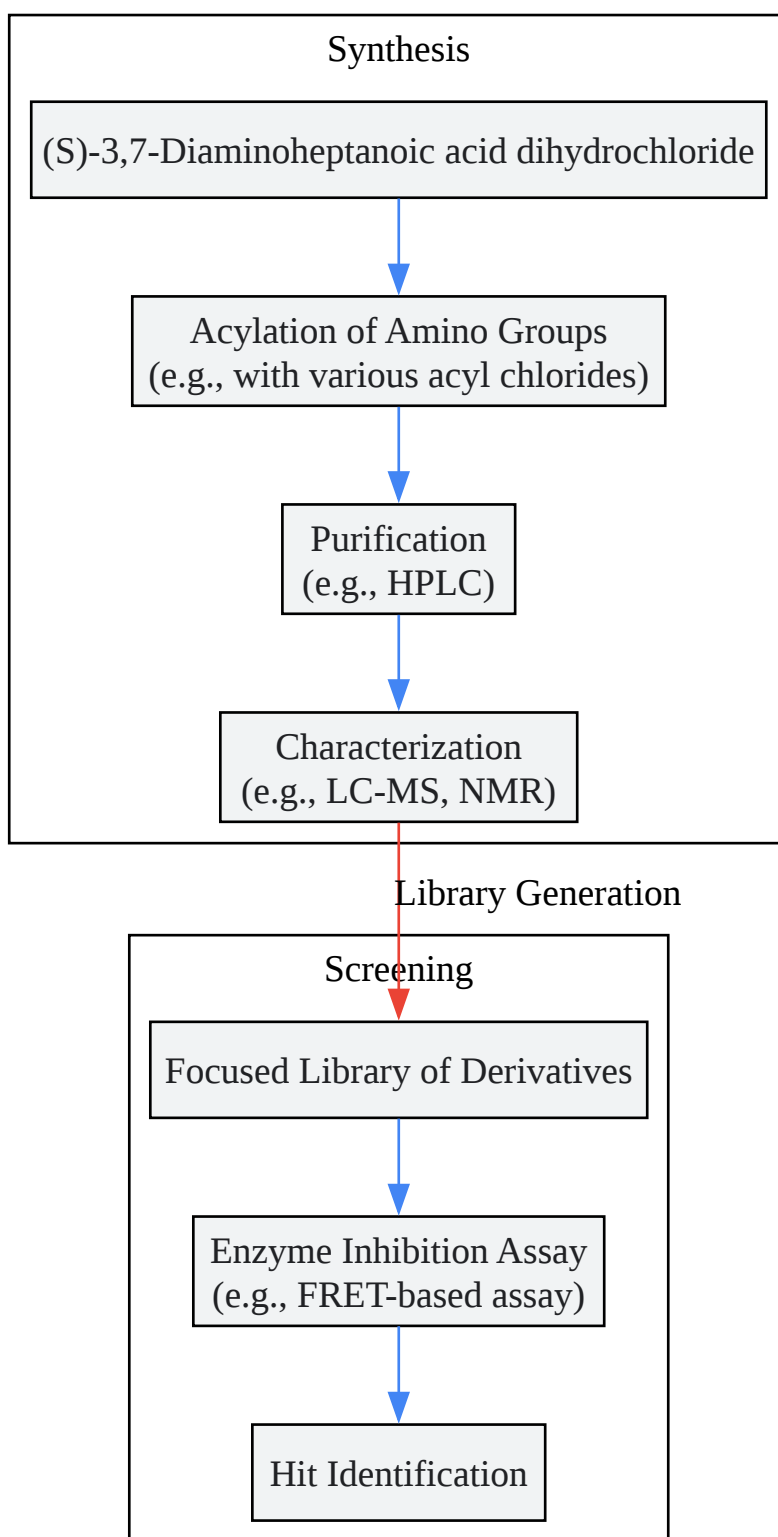 Synthesis
(S)-3,7-Diaminoheptanoic acid dihydrochloride
Acylation of Amino Groups
(e.g., with various acyl chlorides)
Purification
(e.g., HPLC)
Characterization
(e.g., LC-MS, NMR)
Library Generation
Screening
Focused Library of Derivatives
Enzyme Inhibition Assay
(e.g., FRET-based assay)
Hit Identification